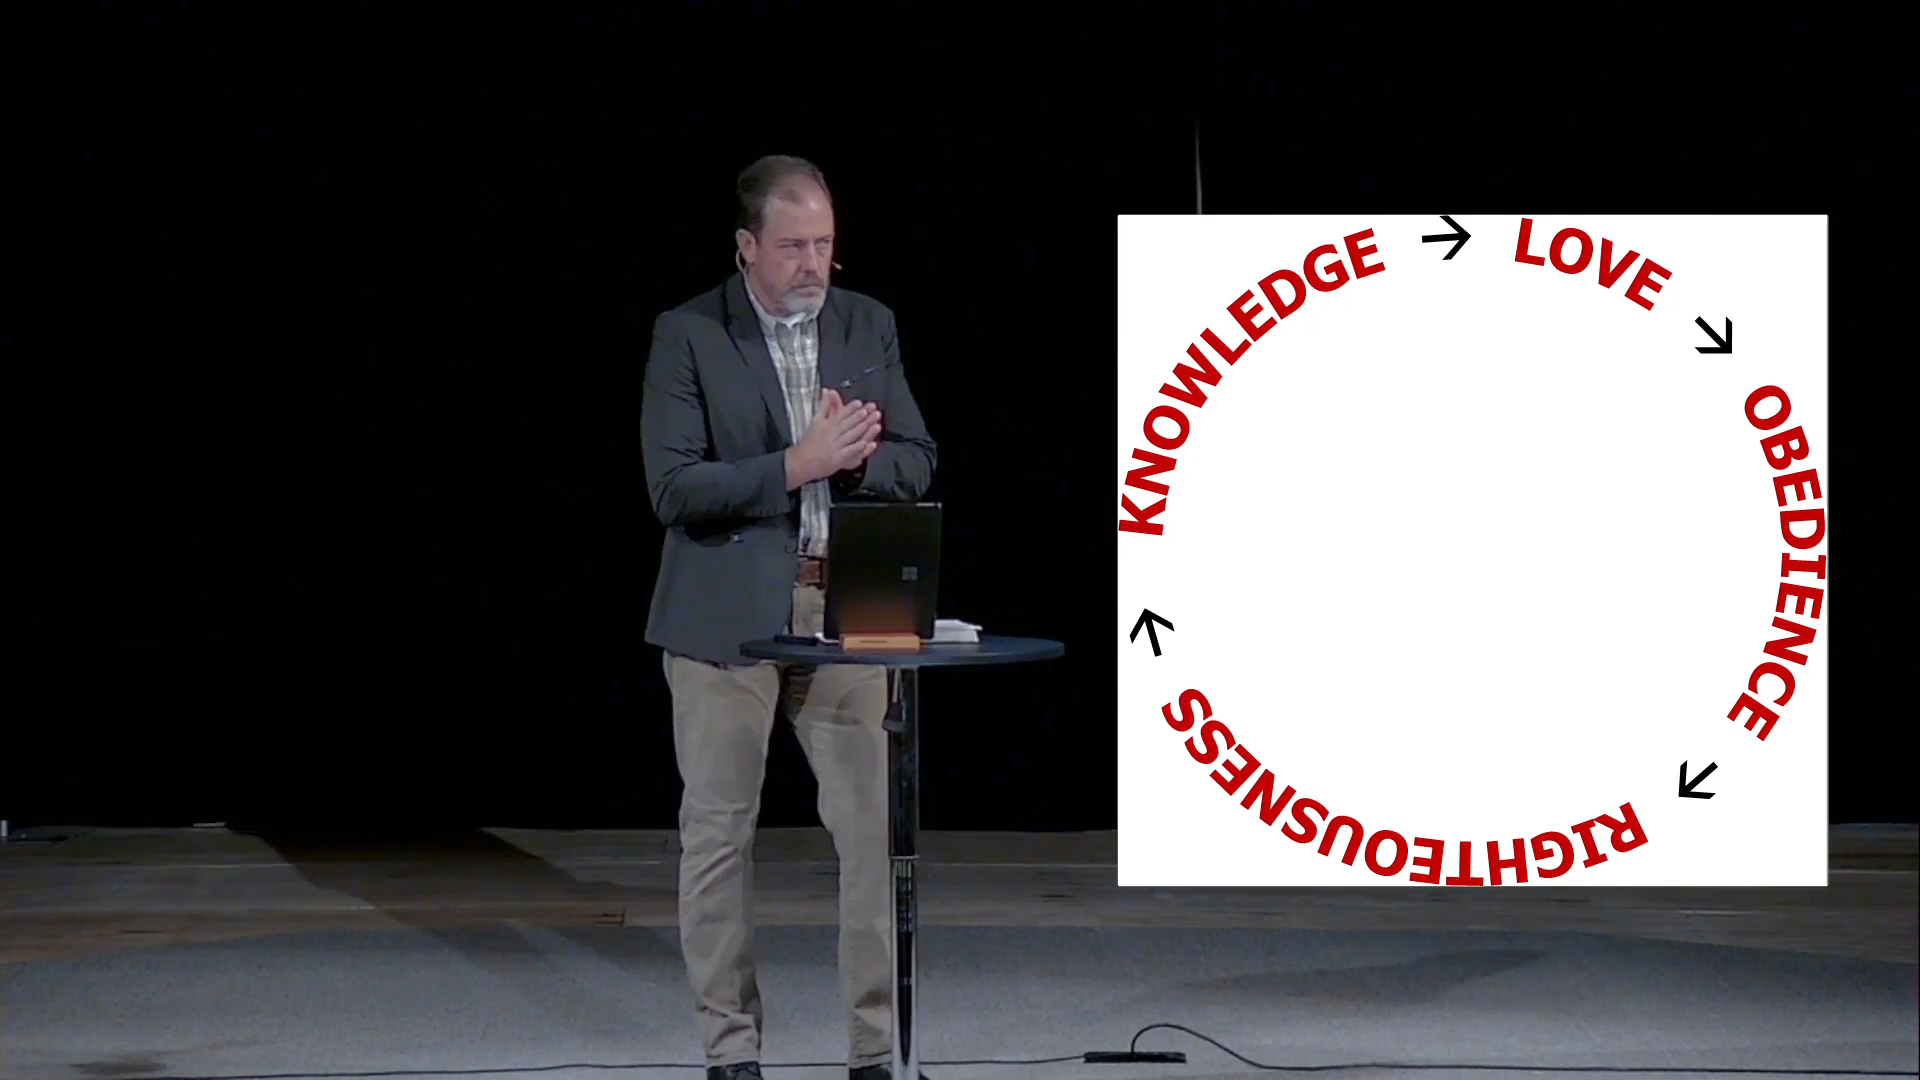 KNOWLEDGE → LOVE → OBEDIENCE → RIGHTEOUSNESS →